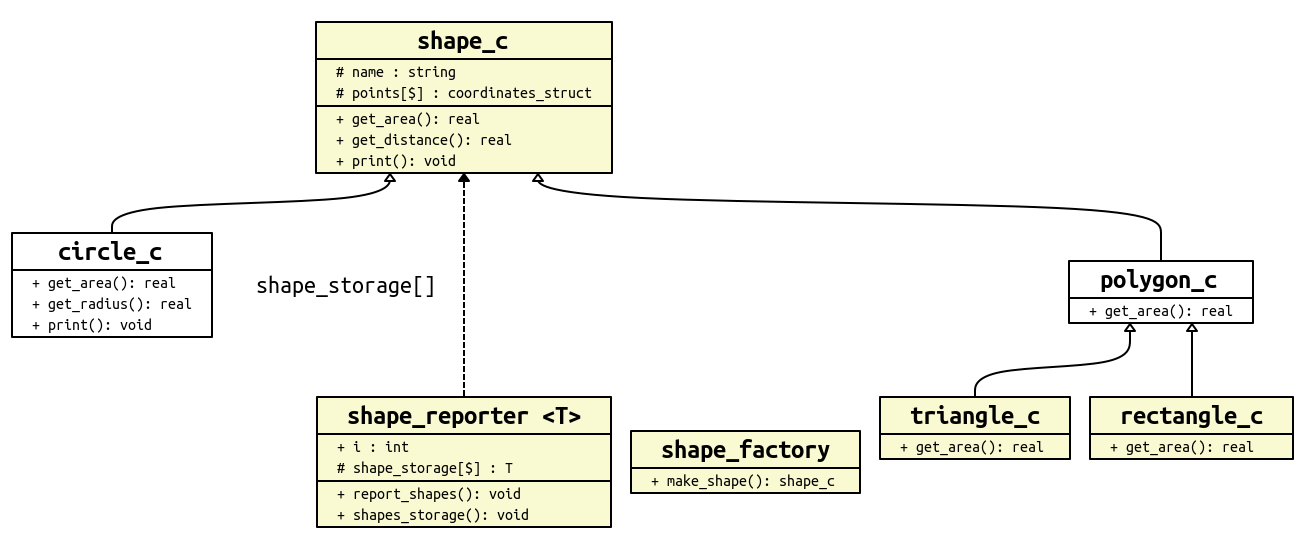 shape_c
# name : string
# points[$] : coordinates_struct
+ get_area(): real
+ get_distance(): real
+ print(): void
circle_c
+ get_area(): real
+ get_radius(): real
+ print(): void
shape_storage[]
polygon_c
+ get_area(): real
shape_reporter <T>
+ i : int
# shape_storage[$] : T
+ report_shapes(): void
+ shapes_storage(): void
shape_factory
+ make_shape(): shape_c
triangle_c
+ get_area(): real
rectangle_c
+ get_area(): real